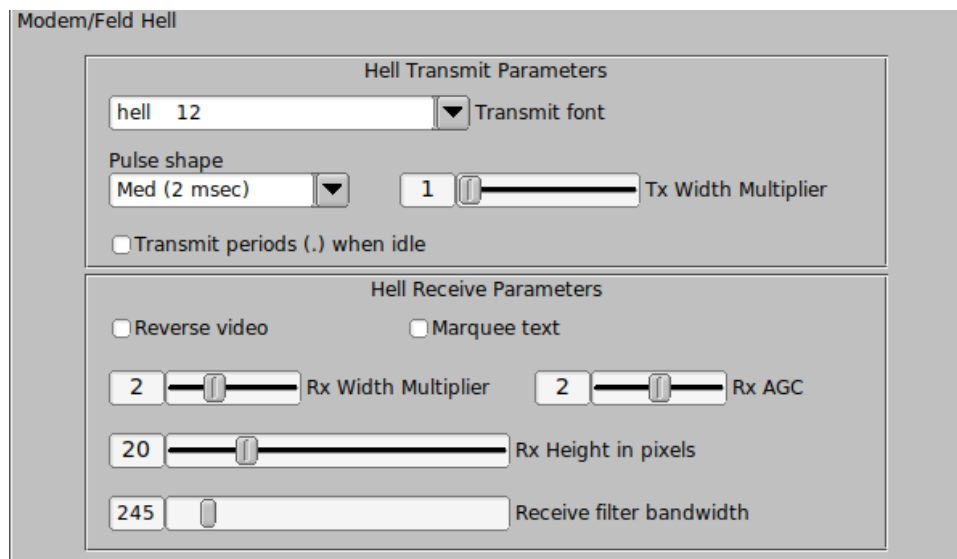 Modem/Feld Hell
Hell Transmit Parameters
hell 12 Transmit font
Pulse shape
Med (2 msec) 1 Tx Width Multiplier
Transmit periods (.) when idle
Hell Receive Parameters
Reverse video Marquee text
2 Rx Width Multiplier 2 Rx AGC
20 Rx Height in pixels
245 Receive filter bandwidth